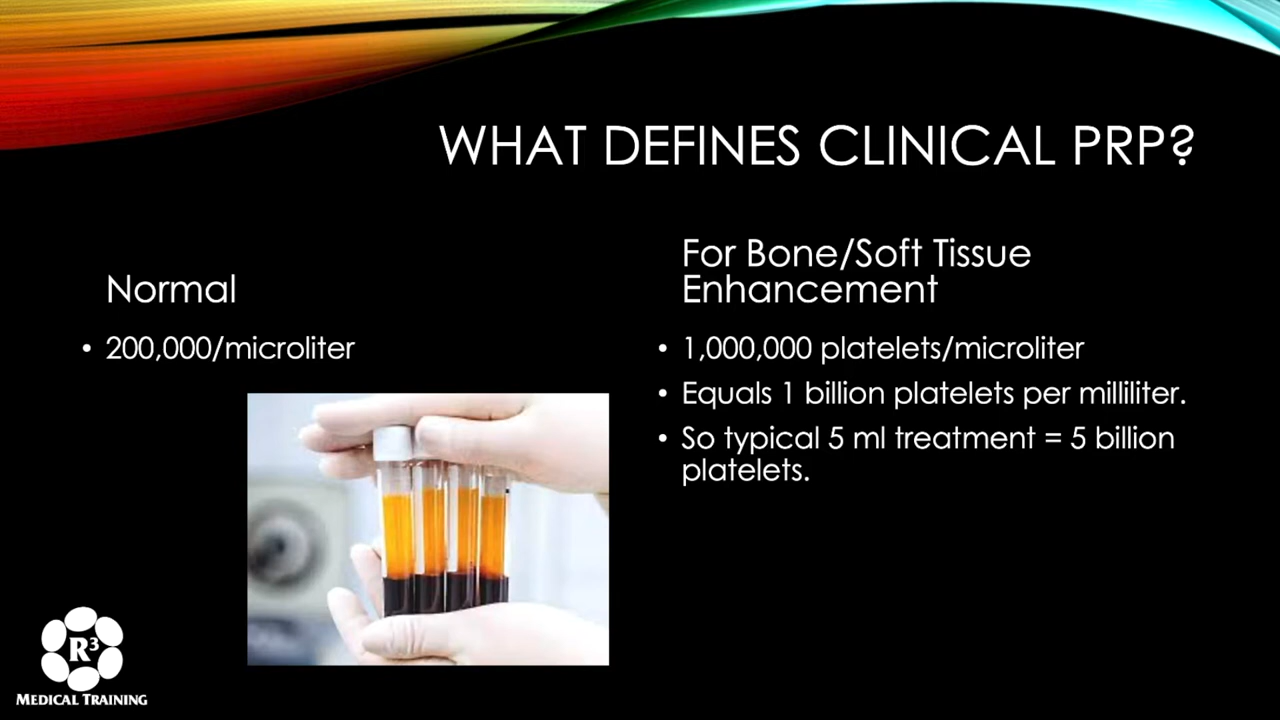 WHAT DEFINES CLINICAL PRP?
Normal
• 200,000/microliter
For Bone/Soft Tissue
Enhancement
• 1,000,000 platelets/microliter
• Equals 1 billion platelets per milliliter.
• So typical 5 ml treatment = 5 billion
platelets.
R³
MEDICAL TRAINING